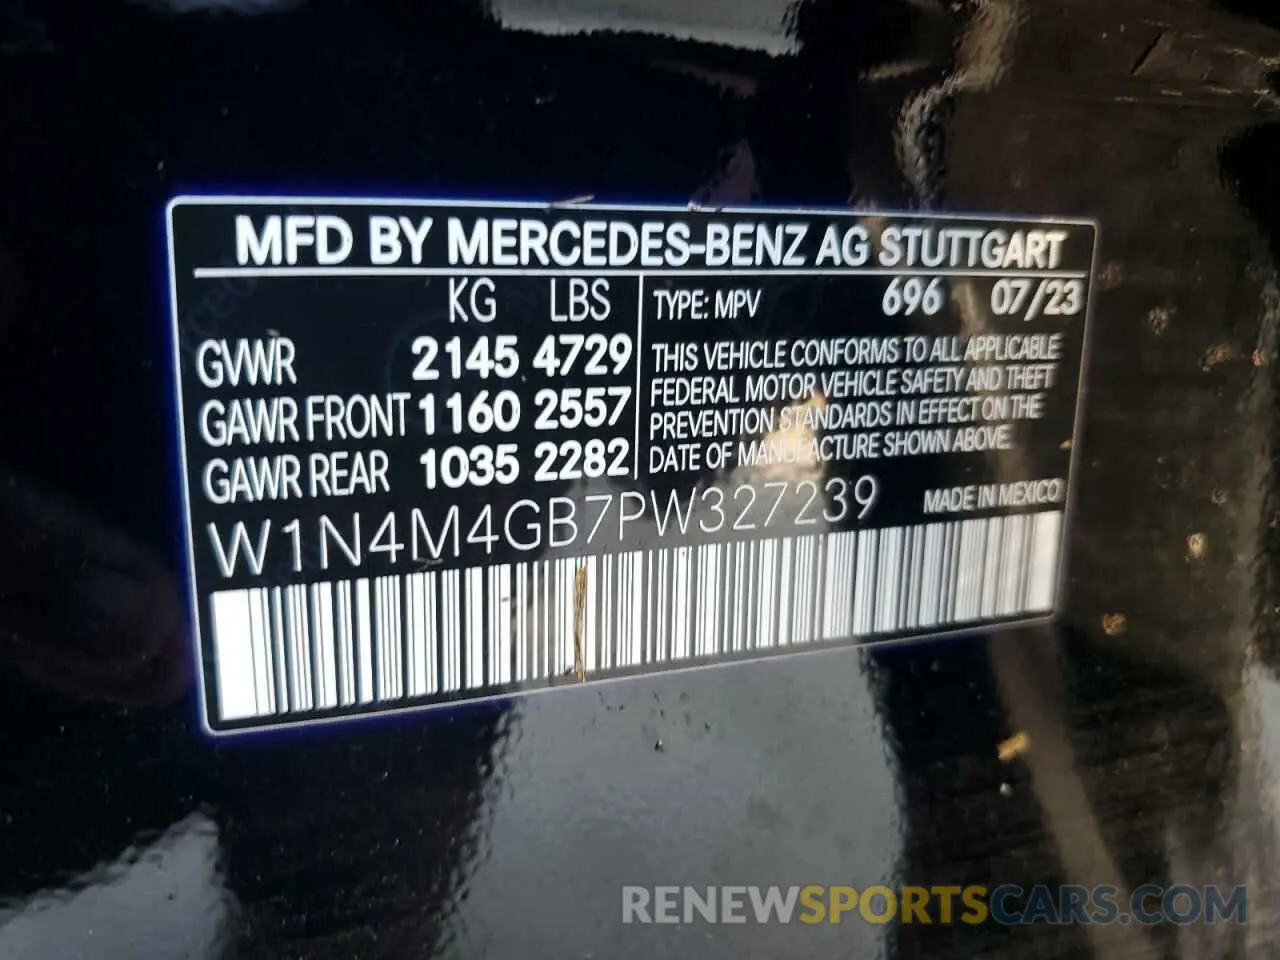 MFD BY MERCEDES-BENZ AG STUTTGART
KG LBS
GVWR 2145 4729
GAWR FRONT 1160 2557
GAWR REAR 1035 2282
TYPE: MPV 696 07/23
THIS VEHICLE CONFORMS TO ALL APPLICABLE
FEDERAL MOTOR VEHICLE SAFETY AND THEFT
PREVENTION STANDARDS IN EFFECT ON THE
DATE OF MANUFACTURE SHOWN ABOVE.
W1N4M4GB7PW327239
MADE IN MEXICO
RENEWSPORTSCARS.COM